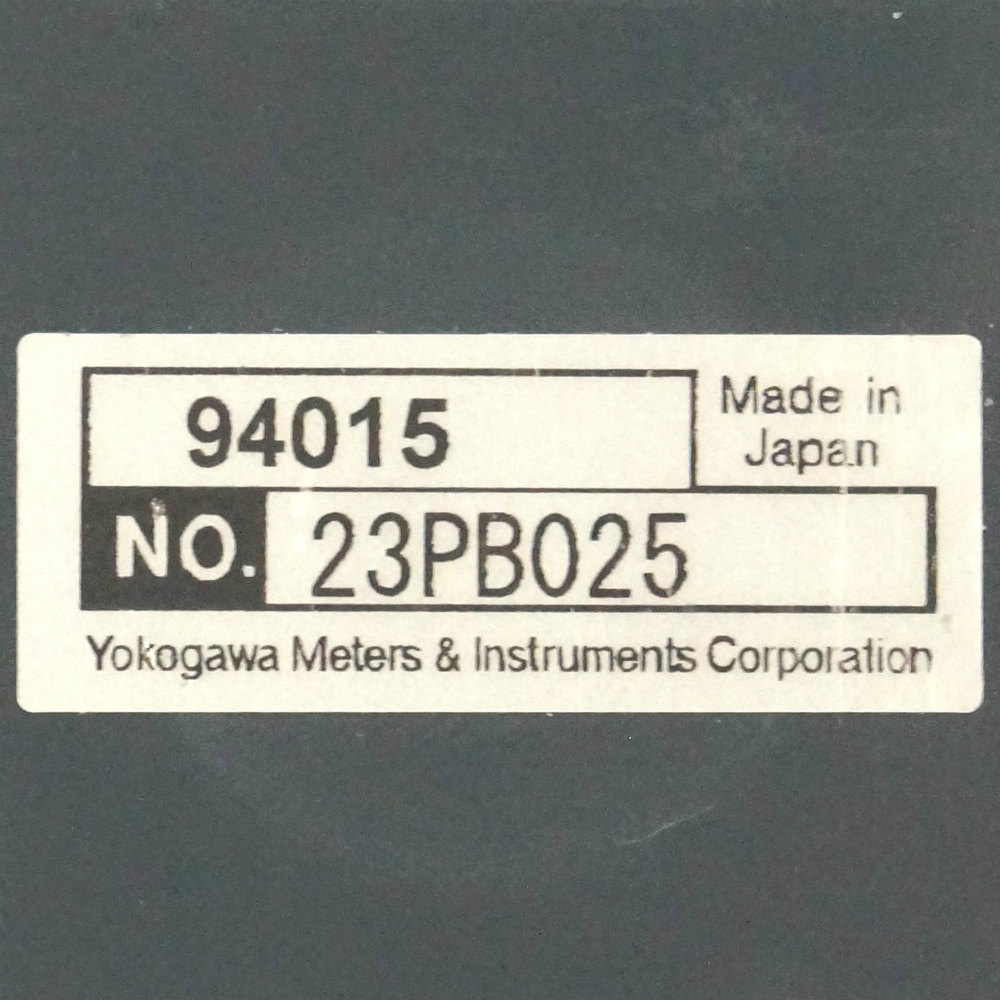 94015
Made in
Japan
NO. 23PB025
Yokogawa Meters & Instruments Corporation